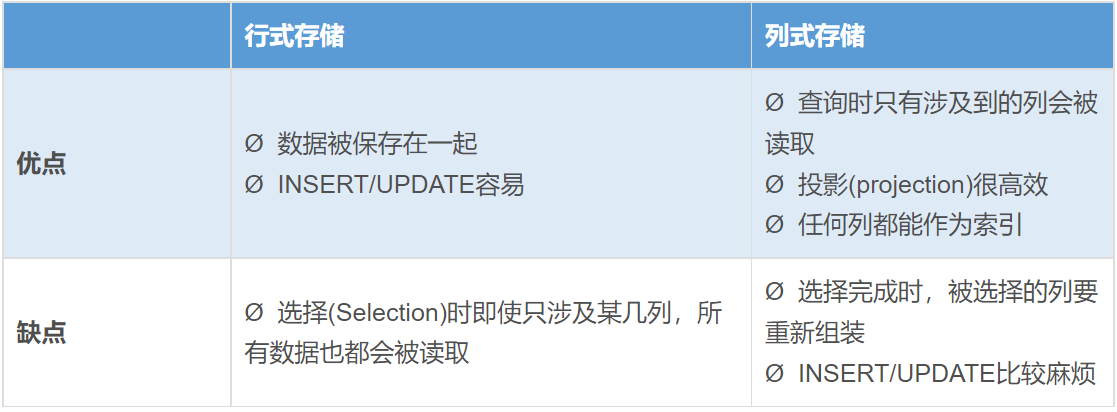 行式存储
列式存储
优点
Ø 数据被保存在一起
Ø INSERT/UPDATE容易
Ø 查询时只有涉及到的列会被
读取
Ø 投影(projection)很高效
Ø 任何列都能作为索引
缺点
Ø 选择(Selection)时即使只涉及某几列，所
有数据也都会被读取
Ø 选择完成时，被选择的列要
重新组装
Ø INSERT/UPDATE比较麻烦